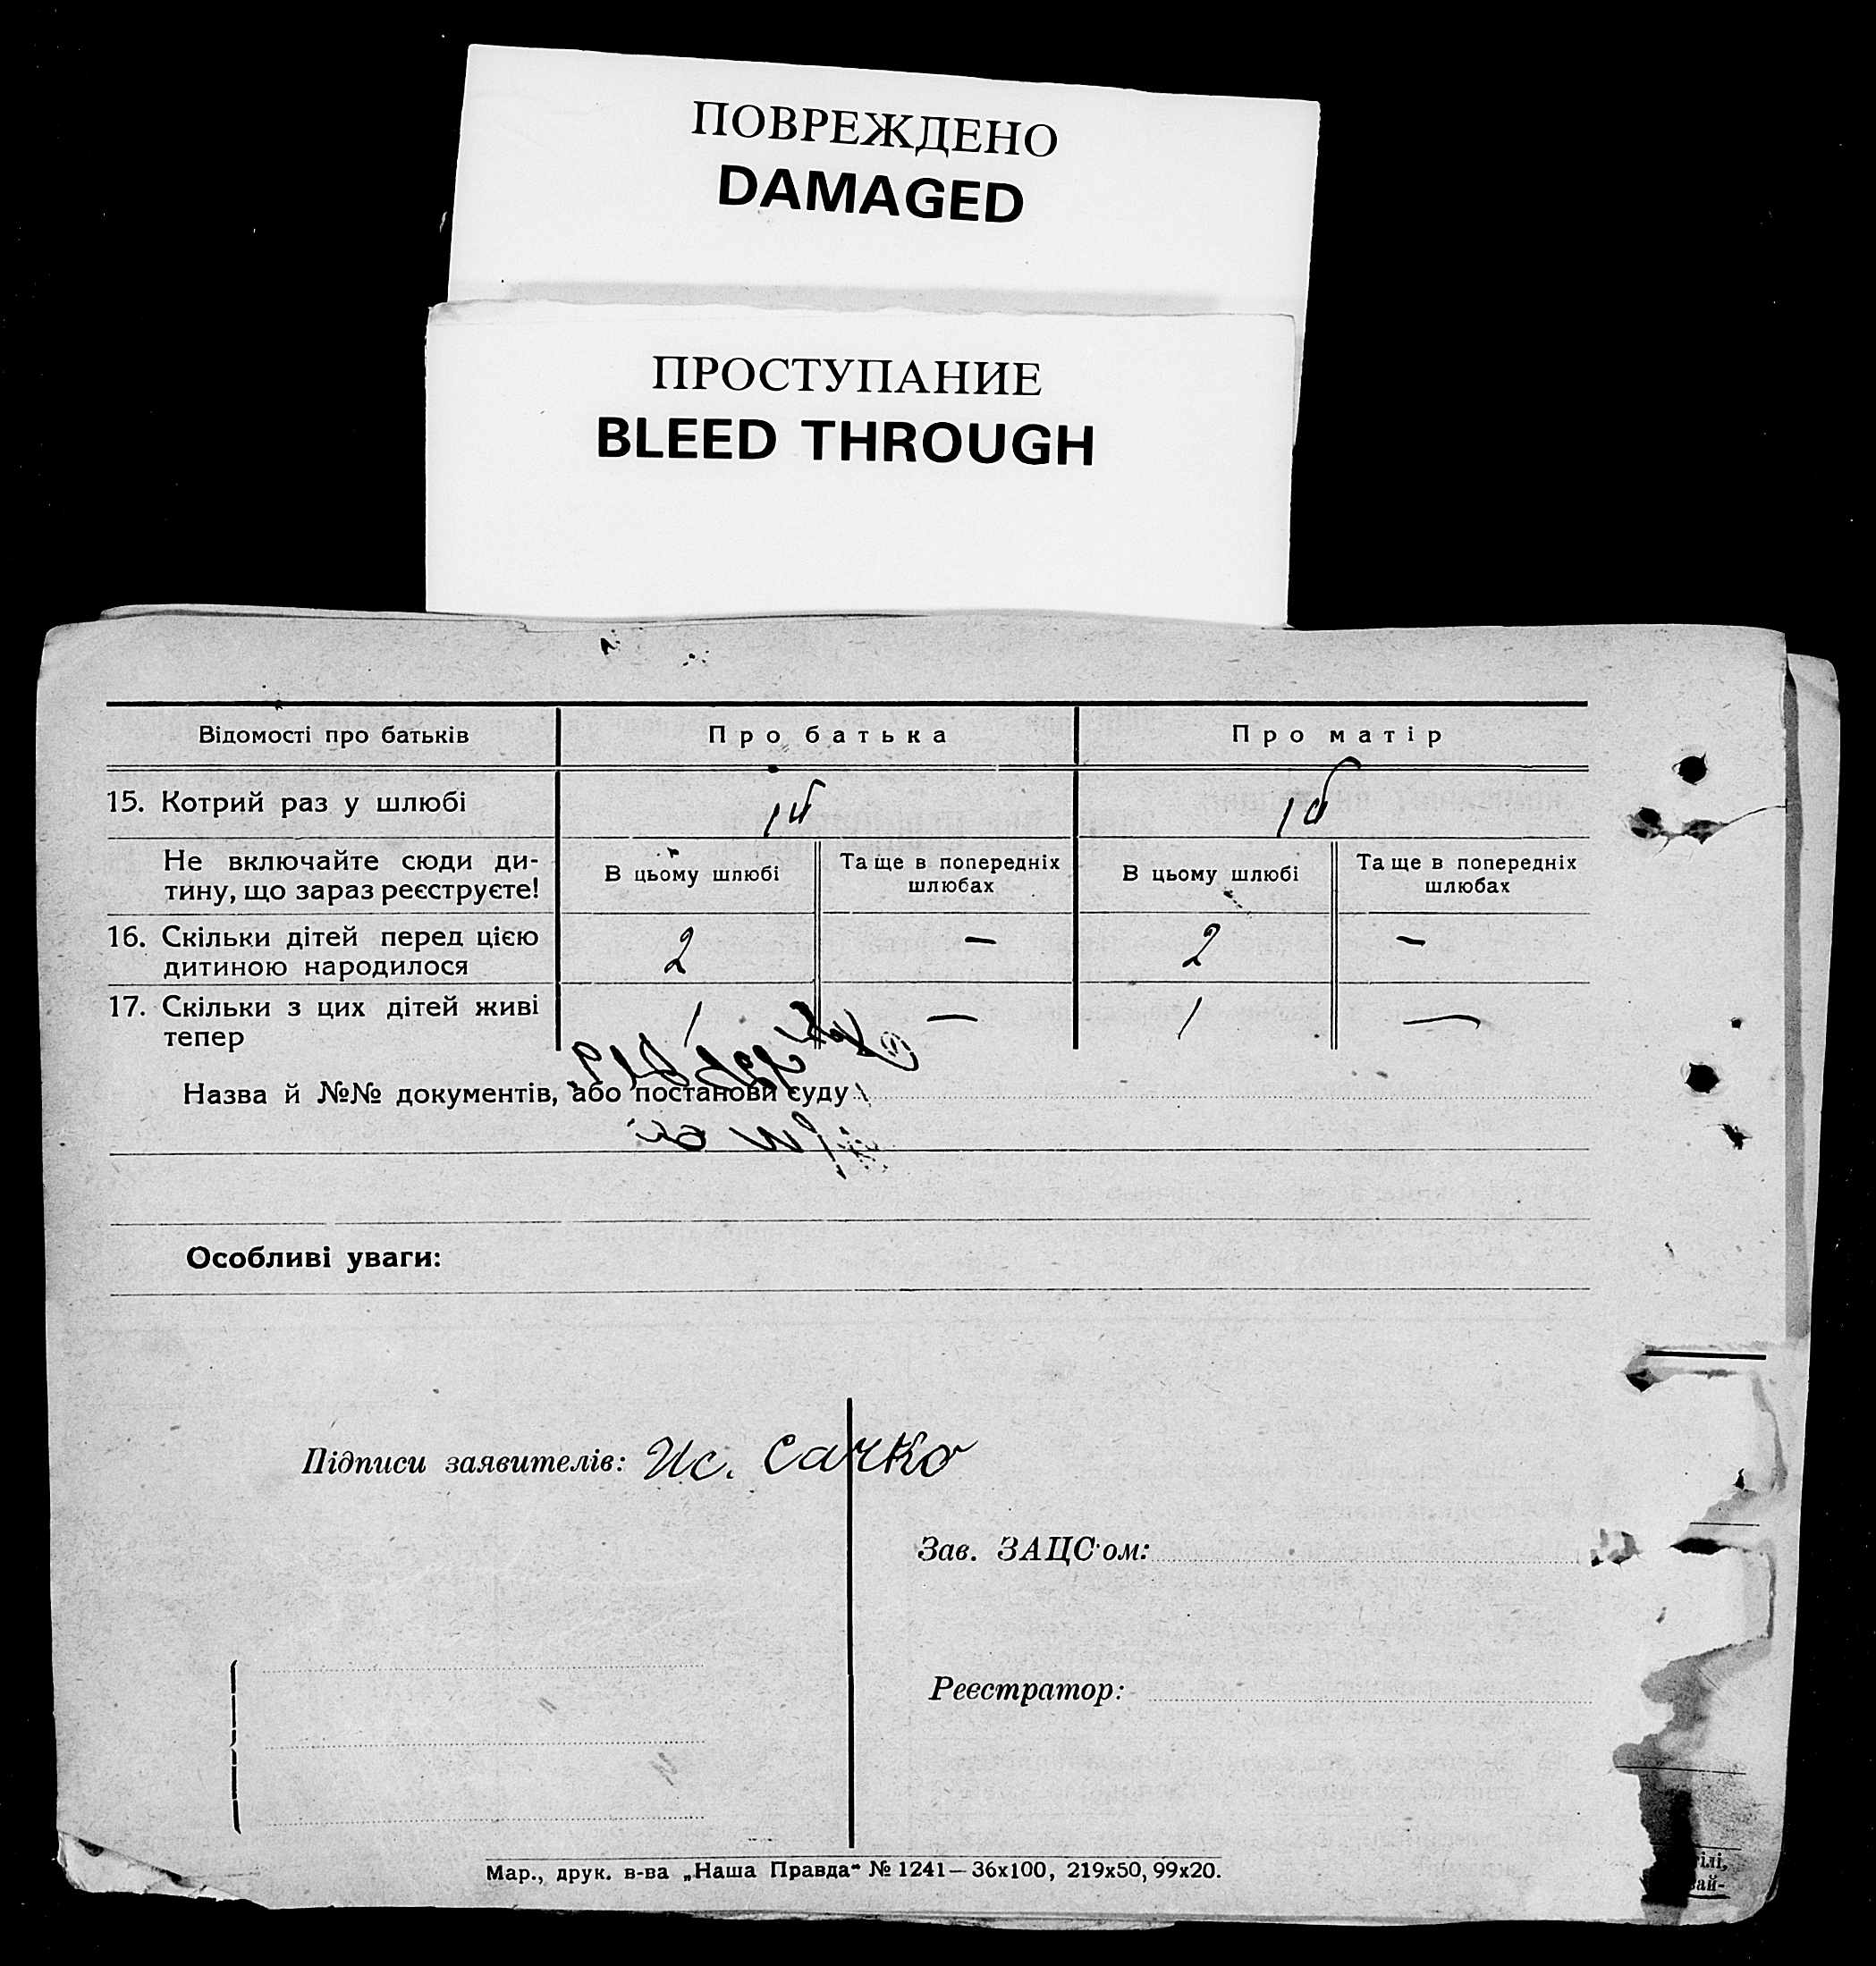 ПОВРЕЖДЕНО
DAMAGED
ПРОСТУПАНИЕ
BLEED THROUGH
Відомості про батьків
Про батька
Про матір
15. Котрий раз у шлюбі
1й
1й
Не включайте сюди ди-
тину, що зараз реєструєте!
В цьому шлюбі
Та ще в попередніх
шлюбах
В цьому шлюбі
Та ще в попередніх
шлюбах
16. Скільки дітей перед цією
дитиною народилося
2
—
2
—
17. Скільки з цих дітей живі
тепер
1
—
1
—
Назва й №№ документів, або постанови суду
Особливі уваги:
Підписи заявителів: Ис. Сачко
Зав. ЗАЦС'ом:
Реєстратор:
Мар., друк. в-ва „Наша Правда" № 1241—36х100, 219х50, 99х20.